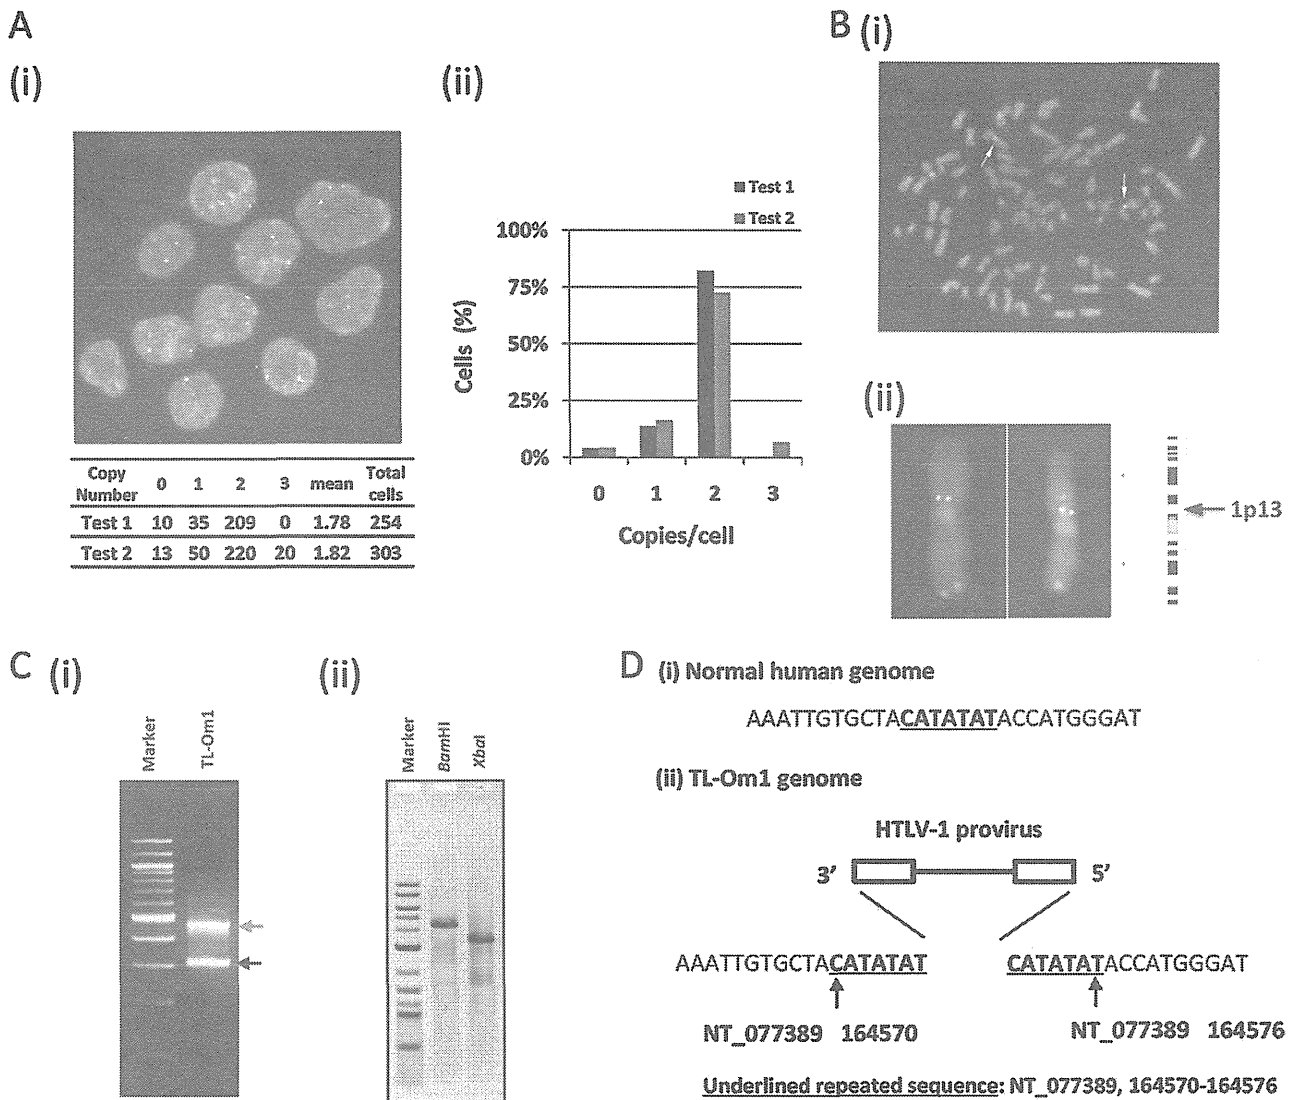 A
(i)
Copy Number 0 1 2 3 mean Total cells
Test 1 10 35 209 0 1.78 254
Test 2 13 50 220 20 1.82 303
(ii)
Test 1
Test 2
100%
75%
50%
25%
0%
Cells (%)
0 1 2 3
Copies/cell
B
(i)
(ii)
1p13
C
(i)
Marker
TL-Om1
(ii)
Marker
BamHI
XbaI
D
(i) Normal human genome
AAATTGTGCTACATATATACCATGGGAT
(ii) TL-Om1 genome
HTLV-1 provirus
3’ 5’
AAATTGTGCTACATATAT CATATATACCATGGGAT
NT_077389 164570 NT_077389 164576
Underlined repeated sequence: NT_077389, 164570-164576